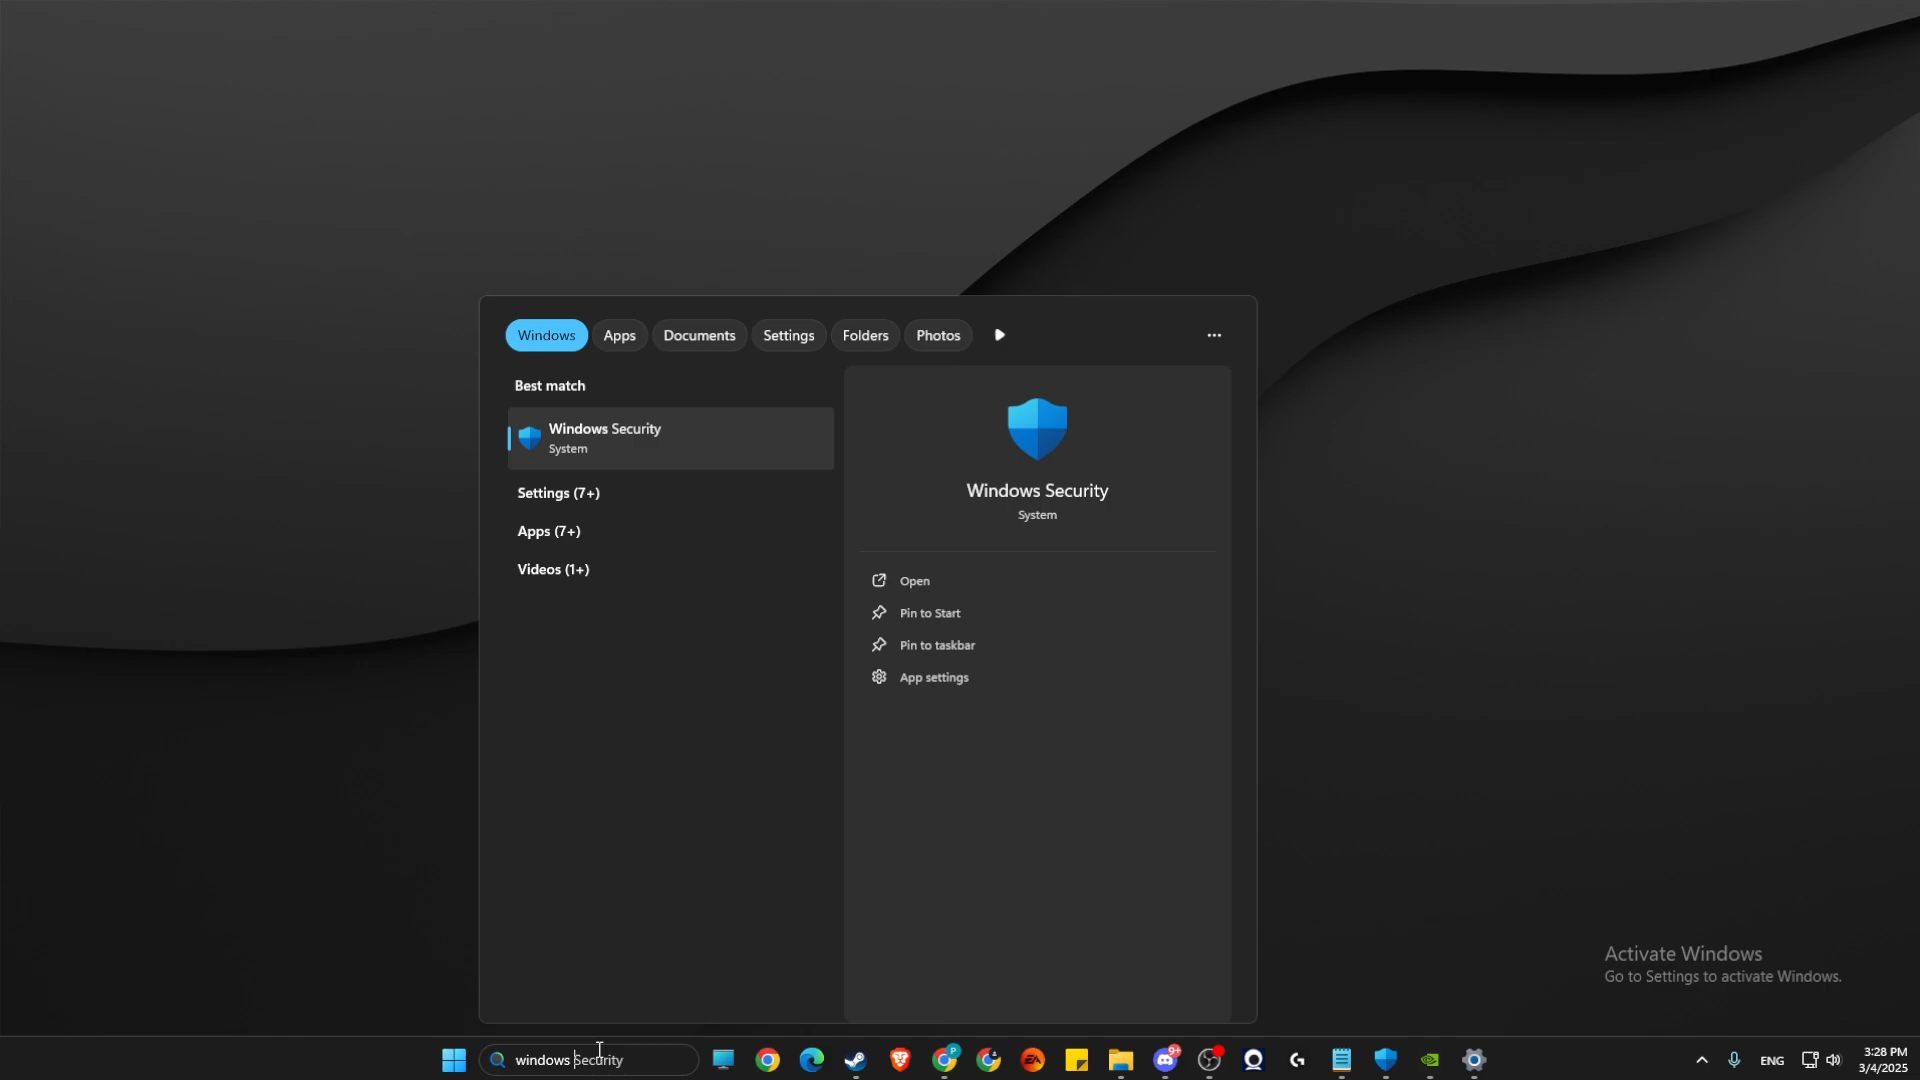 Windows Apps Documents Settings Folders Photos
Best match
Windows Security
System
Settings (7+)
Apps (7+)
Videos (1+)
Windows Security
System
Open
Pin to Start
Pin to taskbar
App settings
Activate Windows
Go to Settings to activate Windows.
windows Security
P
EA
9+
ENG
3:28 PM
3/4/2025